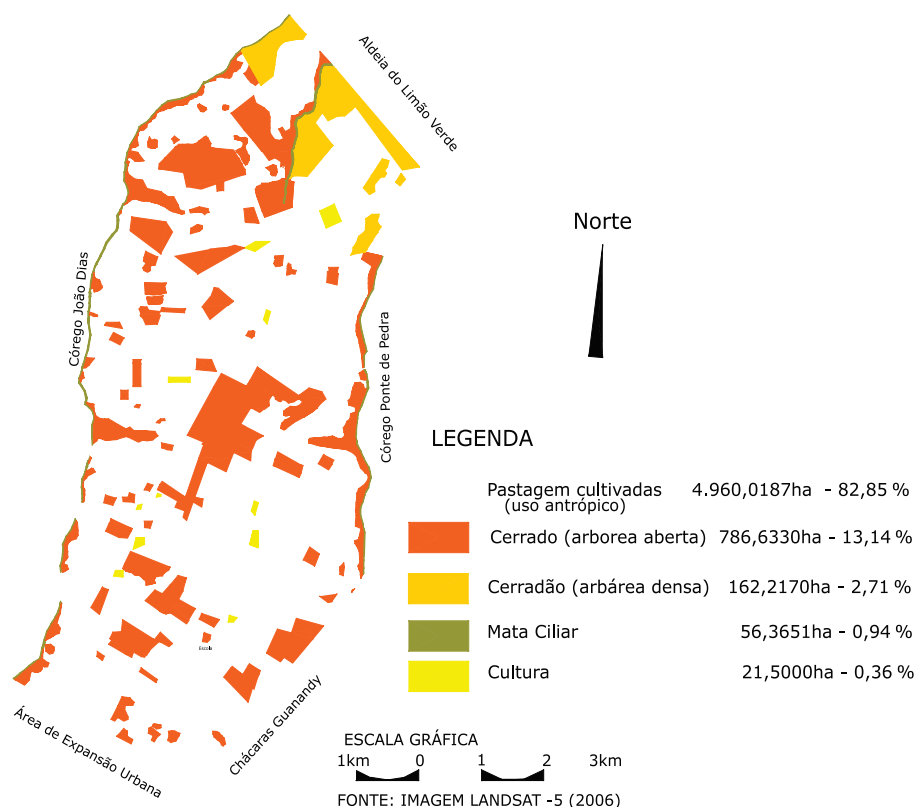 Aldeia do Limão Verde
Norte
Córego João Dias
Córego Ponte de Pedra
LEGENDA
Pastagem cultivadas 4.960,0187ha - 82,85 %
(uso antrópico)
Cerrado (arborea aberta) 786,6330ha - 13,14 %
Cerradão (arbárea densa) 162,2170ha - 2,71 %
Mata Ciliar 56,3651ha - 0,94 %
Cultura 21,5000ha - 0,36 %
Área de Expansão Urbana
Chácaras Guanandy
ESCALA GRÁFICA
1km 0 1 2 3km
FONTE: IMAGEM LANDSAT -5 (2006)